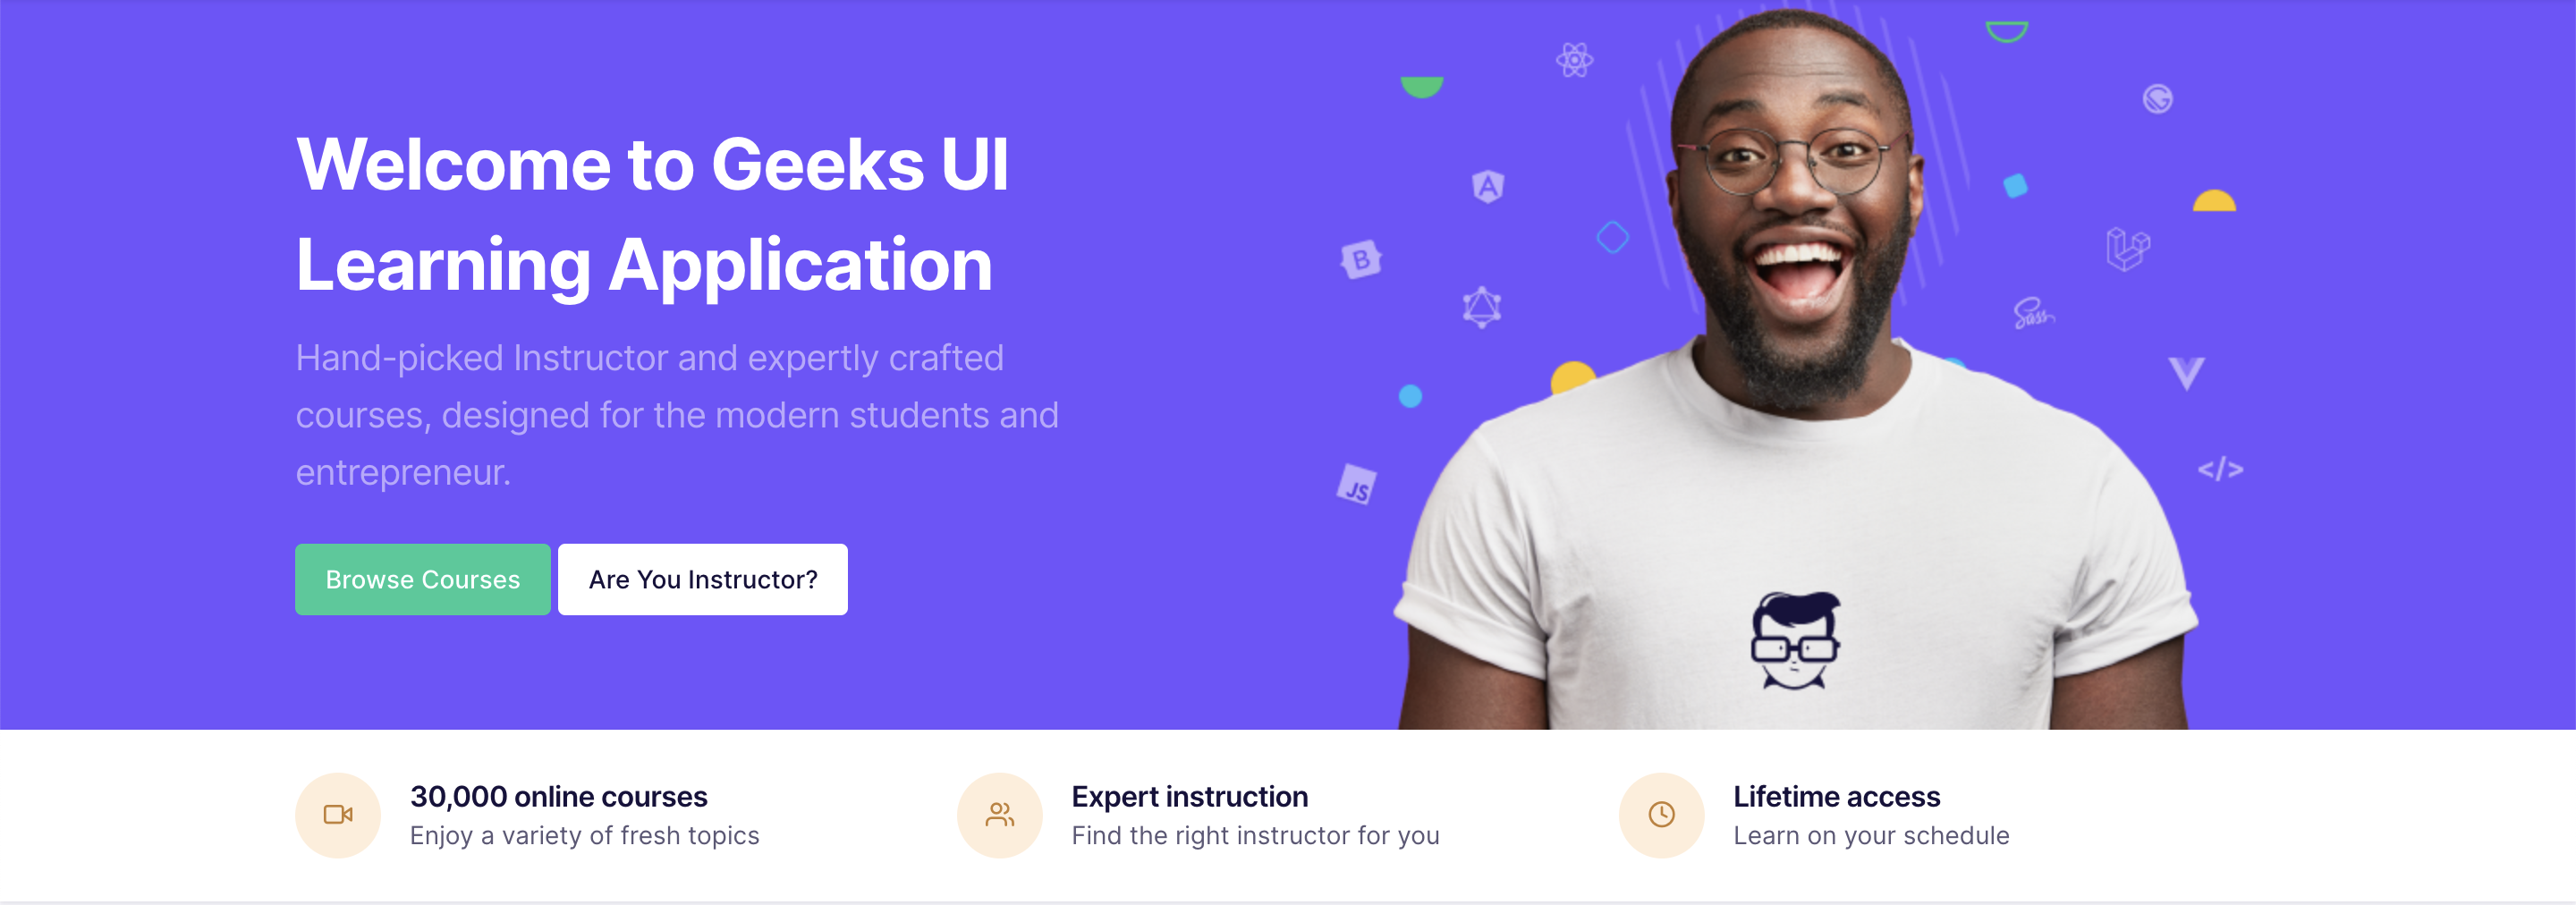 Welcome to Geeks UI
Learning Application
Hand-picked Instructor and expertly crafted
courses, designed for the modern students and
entrepreneur.
Browse Courses
Are You Instructor?
A
B
Sass
JS
</>
30,000 online courses
Enjoy a variety of fresh topics
Expert instruction
Find the right instructor for you
Lifetime access
Learn on your schedule